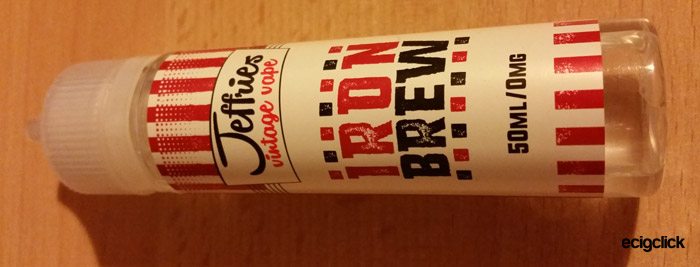 Jeffries
vintage vape
IRON
BREW
50ML/0MG
ecigclick